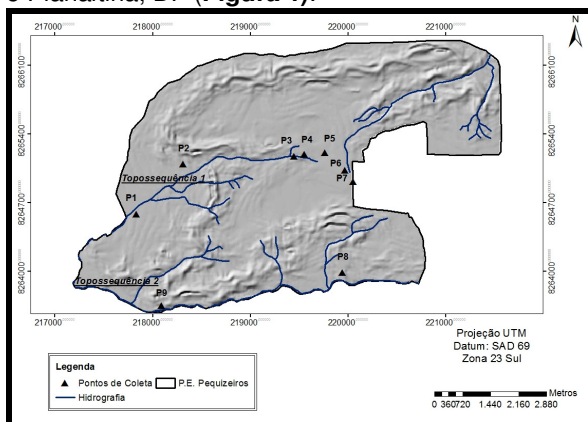 e Planaltina, DF (Figura 1).
217000 218000 219000 220000 221000
N
8266100 8266100
8265400 8265400
8264700 8264700
8264000 8264000
P2
P3
P4
P5
P6
P7
Topossequência 1
P1
P8
Topossequência 2
P9
217000 218000 219000 220000 221000
Projeção UTM
Datum: SAD 69
Zona 23 Sul
Legenda
Pontos de Coleta P.E. Pequizeiros
Hidrografia
Metros
0 360720 1.440 2.160 2.880